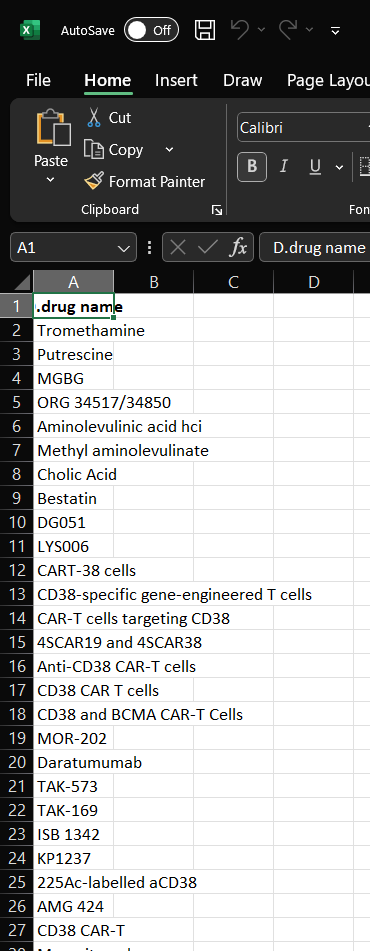 AutoSave Off
File Home Insert Draw Page Layou
Cut
Copy
Paste
Format Painter
Clipboard
Calibri
B I U
Fon
A1 fx D.drug name
A B C D
1 .drug name
2 Tromethamine
3 Putrescine
4 MGBG
5 ORG 34517/34850
6 Aminolevulinic acid hci
7 Methyl aminolevulinate
8 Cholic Acid
9 Bestatin
10 DG051
11 LYS006
12 CART-38 cells
13 CD38-specific gene-engineered T cells
14 CAR-T cells targeting CD38
15 4SCAR19 and 4SCAR38
16 Anti-CD38 CAR-T cells
17 CD38 CAR T cells
18 CD38 and BCMA CAR-T Cells
19 MOR-202
20 Daratumumab
21 TAK-573
22 TAK-169
23 ISB 1342
24 KP1237
25 225Ac-labelled aCD38
26 AMG 424
27 CD38 CAR-T